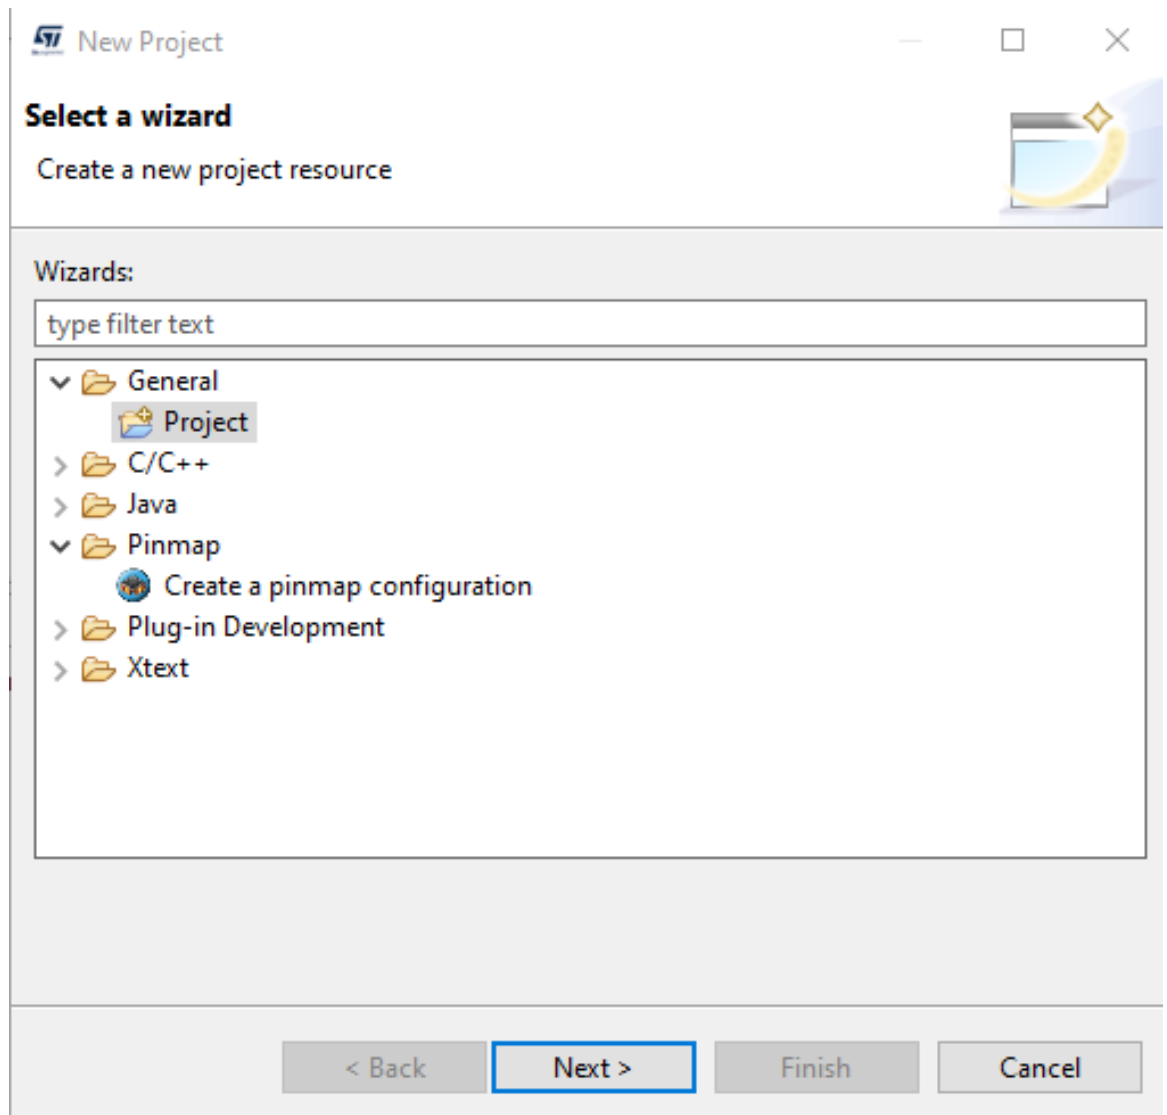 New Project
Select a wizard
Create a new project resource
Wizards:
type filter text
General
Project
C/C++
Java
Pinmap
Create a pinmap configuration
Plug-in Development
Xtext
< Back Next > Finish Cancel